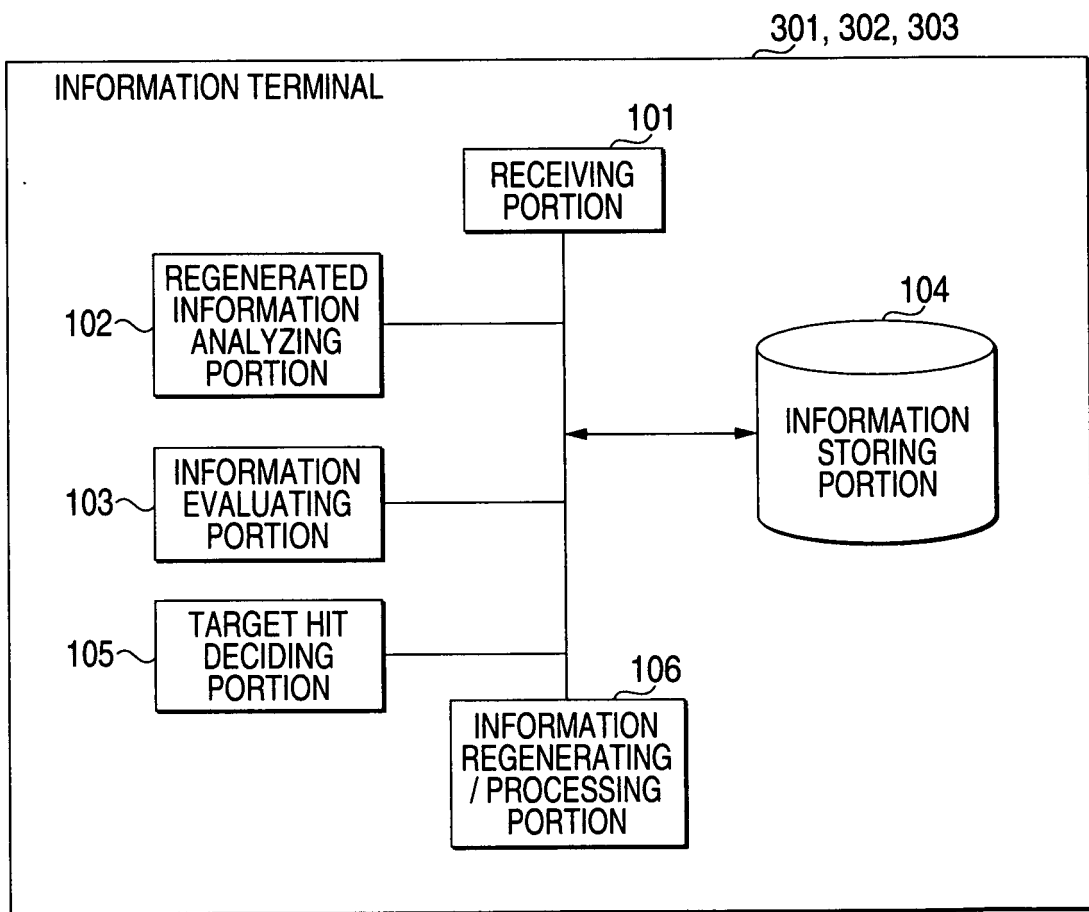 301, 302, 303
INFORMATION TERMINAL
101
RECEIVING
PORTION
102
REGENERATED
INFORMATION
ANALYZING
PORTION
104
INFORMATION
STORING
PORTION
103
INFORMATION
EVALUATING
PORTION
105
TARGET HIT
DECIDING
PORTION
106
INFORMATION
REGENERATING
/ PROCESSING
PORTION